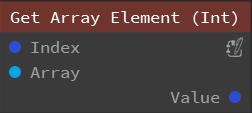 Get Array Element (Int)
Index
Array
Value